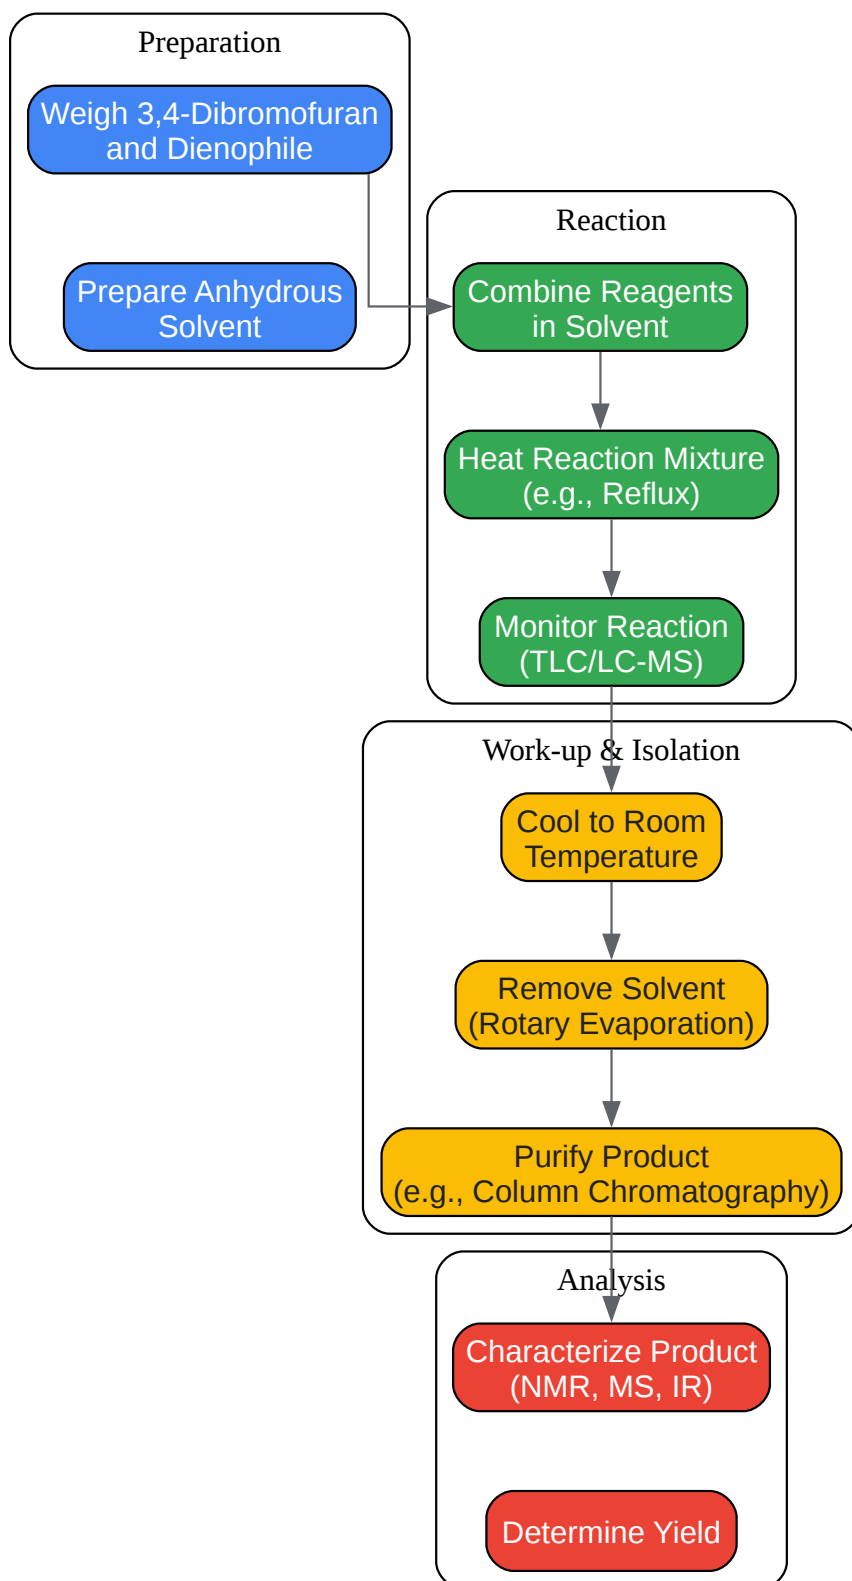 Preparation
Weigh 3,4-Dibromofuran
and Dienophile
Prepare Anhydrous
Solvent
Reaction
Combine Reagents
in Solvent
Heat Reaction Mixture
(e.g., Reflux)
Monitor Reaction
(TLC/LC-MS)
Work-up & Isolation
Cool to Room
Temperature
Remove Solvent
(Rotary Evaporation)
Purify Product
(e.g., Column Chromatography)
Analysis
Characterize Product
(NMR, MS, IR)
Determine Yield